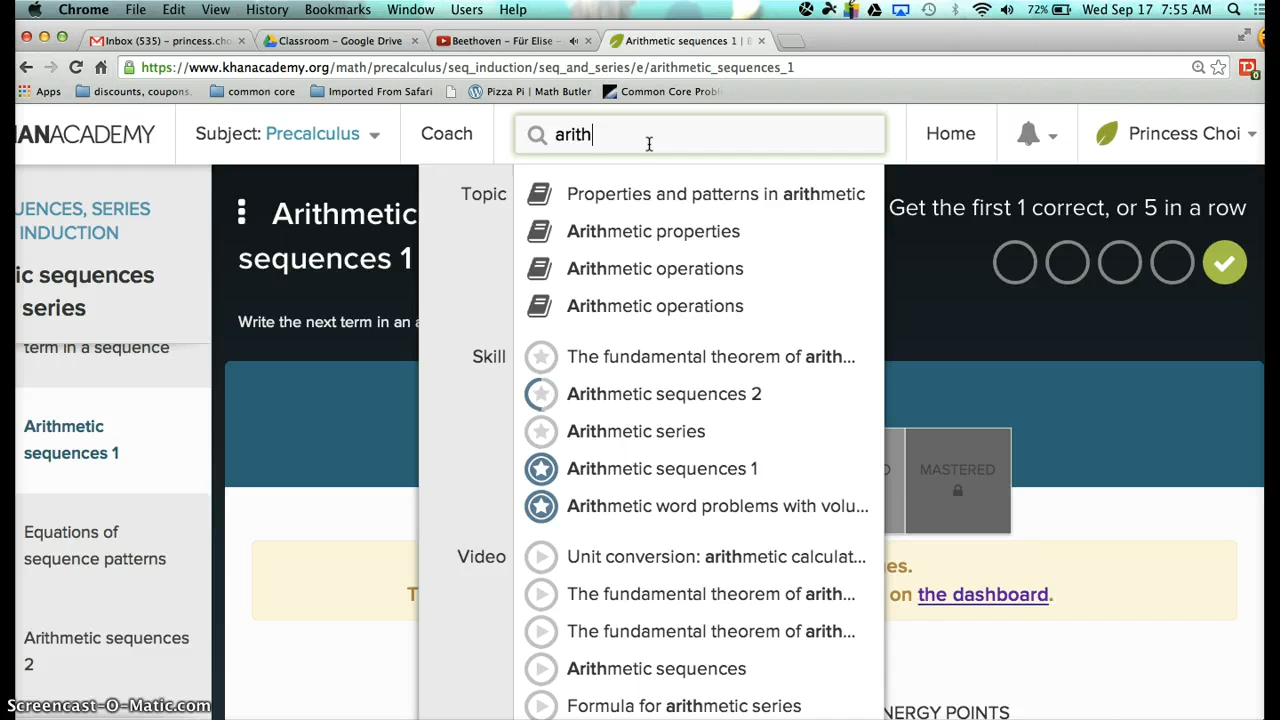 Chrome File Edit View History Bookmarks Window Users Help 72% Wed Sep 17 7:55 AM
Inbox (535) – princess.cho Classroom – Google Drive Beethoven – Für Elise – Arithmetic sequences 1 |
https://www.khanacademy.org/math/precalculus/seq_induction/seq_and_series/e/arithmetic_sequences_1
Apps discounts, coupons. common core Imported From Safari Pizza Pi | Math Butler Common Core Probl
HANACADEMY Subject: Precalculus Coach arith Home Princess Choi
UENCES, SERIES
INDUCTION
ic sequences
series
term in a sequence
Arithmetic
sequences 1
Equations of
sequence patterns
Arithmetic sequences
2
Arithmetic
sequences 1
Write the next term in an a
Get the first 1 correct, or 5 in a row
Topic Properties and patterns in arithmetic
Arithmetic properties
Arithmetic operations
Arithmetic operations
Skill The fundamental theorem of arith...
Arithmetic sequences 2
Arithmetic series
Arithmetic sequences 1
Arithmetic word problems with volu...
Video Unit conversion: arithmetic calculat...
The fundamental theorem of arith...
The fundamental theorem of arith...
Arithmetic sequences
Formula for arithmetic series
D MASTERED
es.
T on the dashboard.
NERGY POINTS
Screencast-O-Matic.com